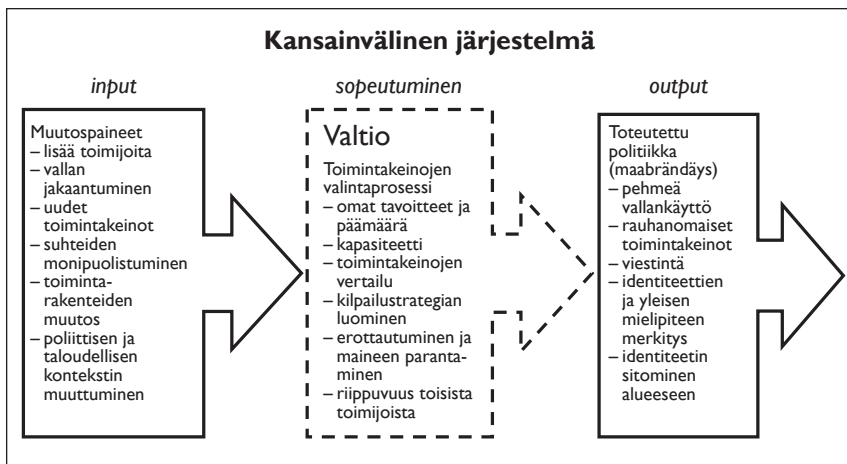 Kansainvälinen järjestelmä
input
Muutospaineet
– lisää toimijoita
– vallan
jakaantuminen
– uudet
toimintakeinot
– suhteiden
monipuolistuminen
– toiminta-
rakenteiden
muutos
– poliittisen ja
taloudellisen
kontekstin
muuttuminen
sopeutuminen
Valtio
Toimintakeinojen
valintaprosessi
– omat tavoitteet ja
päämäärä
– kapasiteetti
– toimintakeinojen
vertailu
– kilpailustrategian
luominen
– erottautuminen ja
maineen paranta-
minen
– riippuvuus toisista
toimijoista
output
Toteutettu
politiikka
(maabrändäys)
– pehmeä
vallankäyttö
– rauhanomaiset
toimintakeinot
– viestintä
– identiteettien
ja yleisen
mielipiteen
merkitys
– identiteetin
sitominen
alueeseen